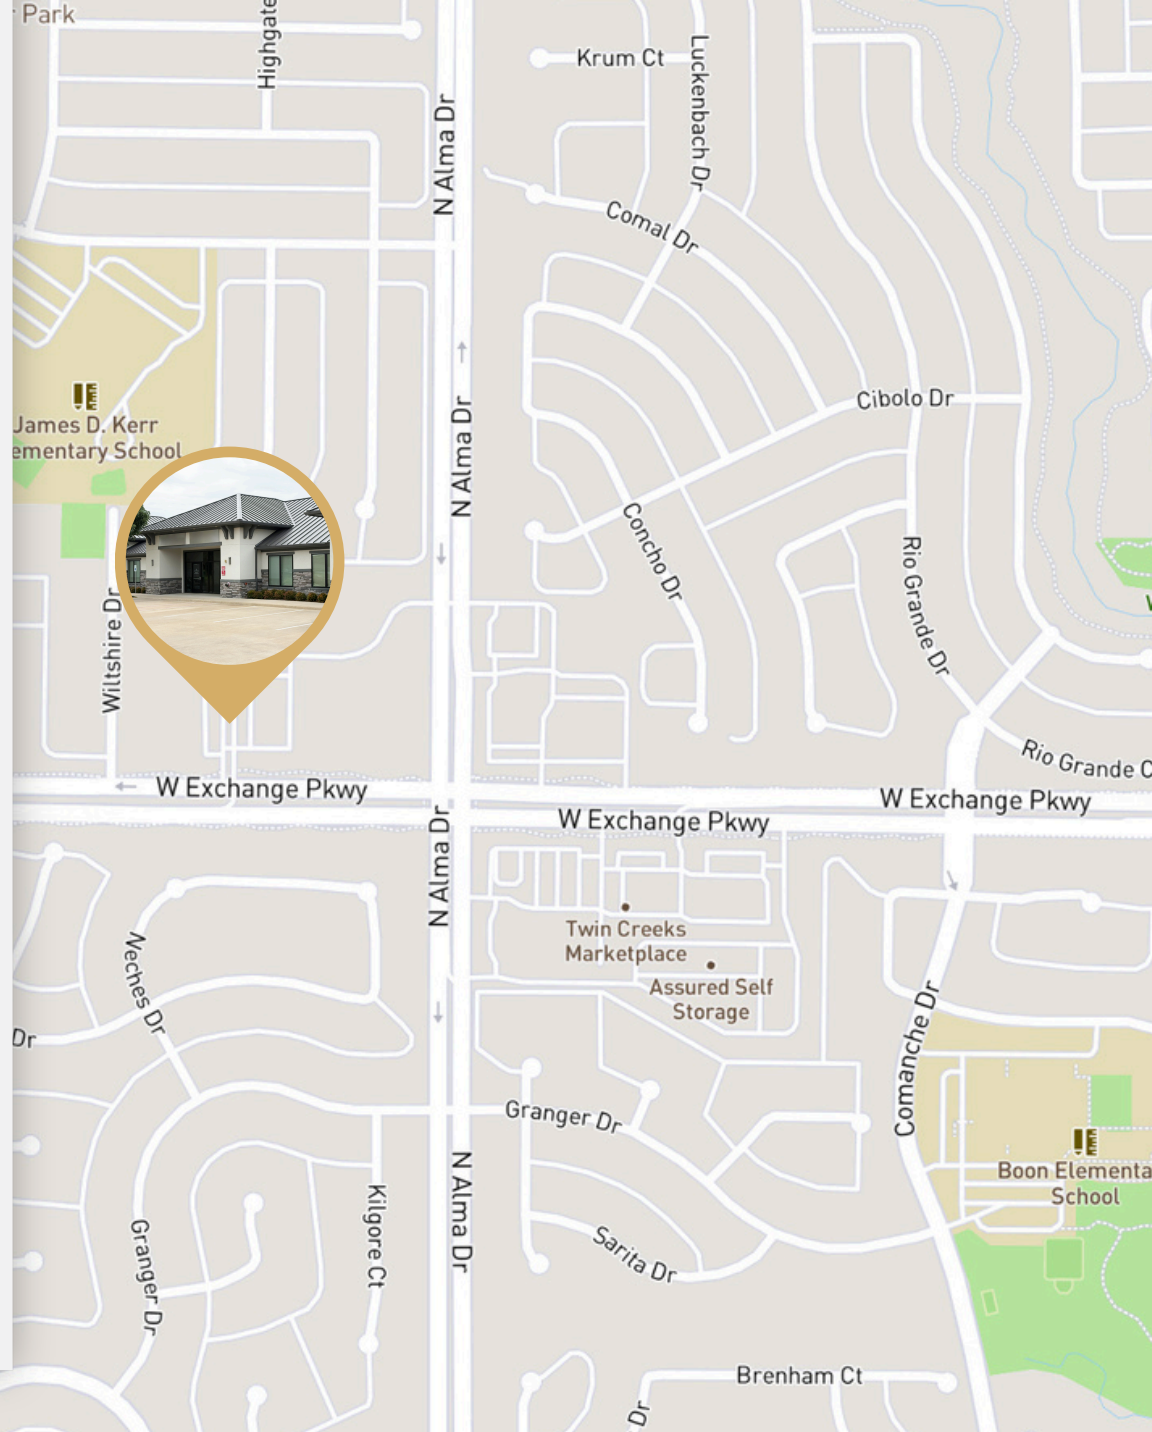 Park
Highgate
N Alma Dr
Krum Ct
Luckenbach Dr
Comal Dr
James D. Kerr
ementary School
N Alma Dr
Cibolo Dr
Concho Dr
Rio Grande Dr
Wiltshire Dr
Rio Grande C
W Exchange Pkwy
W Exchange Pkwy
W Exchange Pkwy
N Alma Dr
Twin Creeks
Marketplace
Assured Self
Storage
Neches Dr
Dr
Comanche Dr
Granger Dr
Boon Elementa
School
N Alma Dr
Kilgore Ct
Granger Dr
Sarita Dr
Brenham Ct
Dr